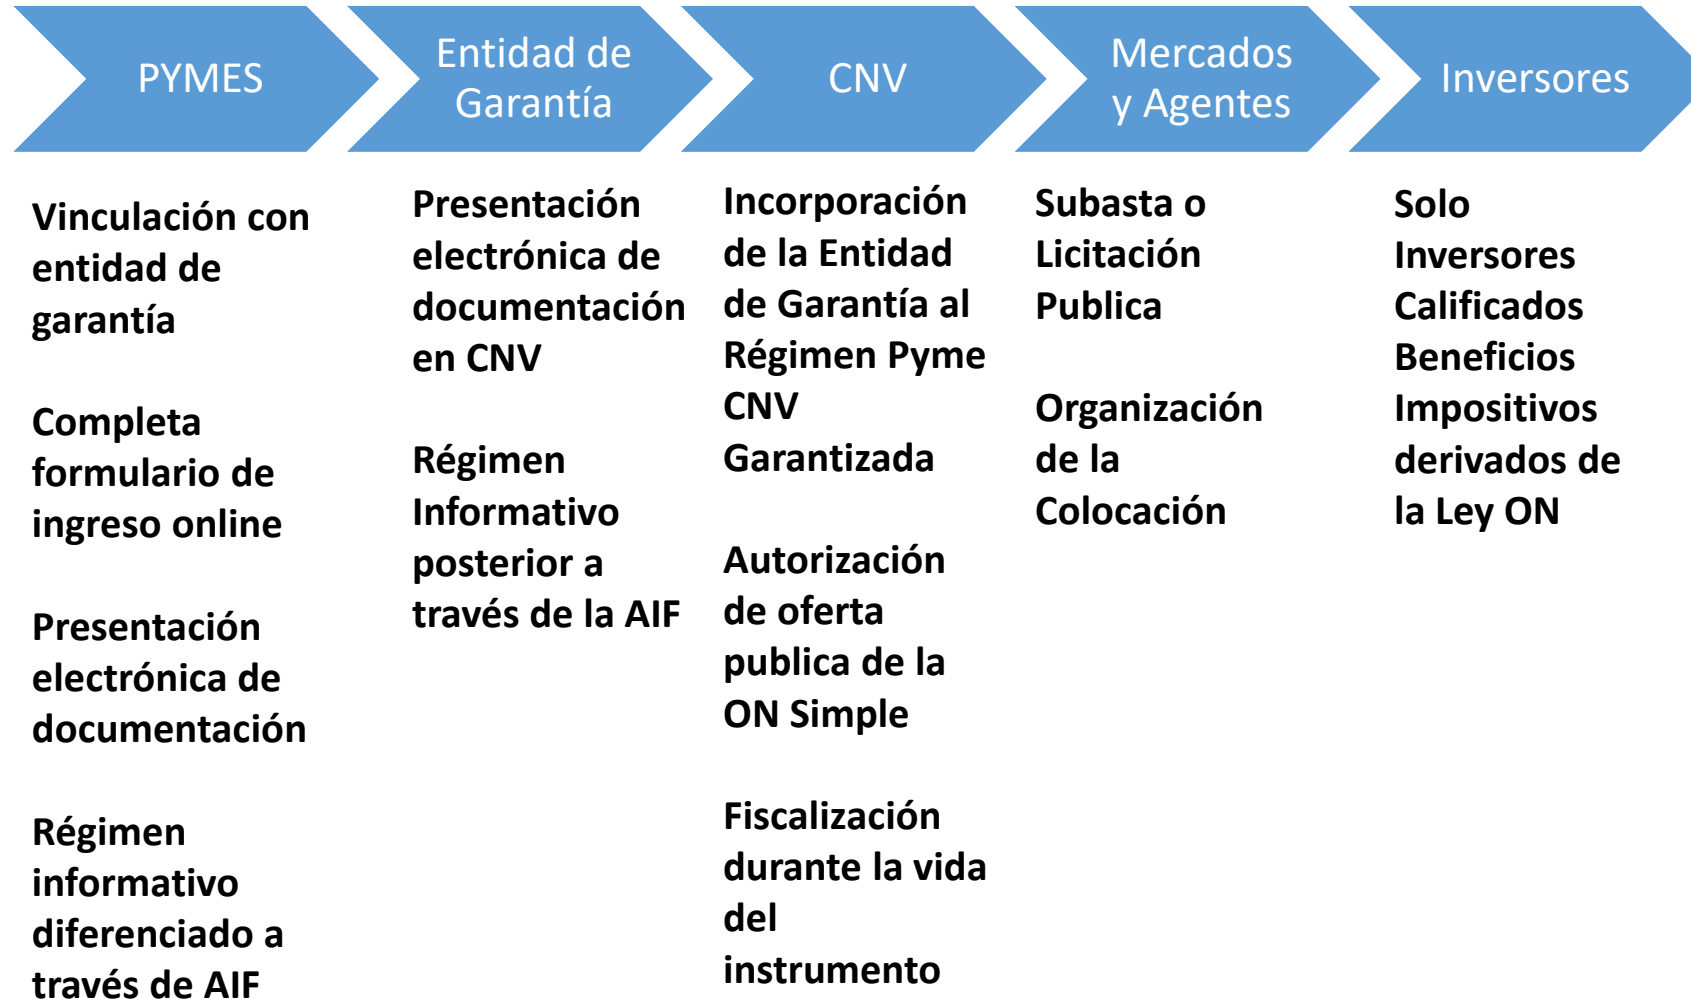 PYMES
Entidad de
Garantía
CNV
Mercados
y Agentes
Inversores
Vinculación con
entidad de
garantía
Completa
formulario de
ingreso online
Presentación
electrónica de
documentación
Régimen
informativo
diferenciado a
través de AIF
Presentación
electrónica de
documentación
en CNV
Régimen
Informativo
posterior a
través de la AIF
Incorporación
de la Entidad
de Garantía al
Régimen Pyme
CNV
Garantizada
Autorización
de oferta
publica de la
ON Simple
Fiscalización
durante la vida
del
instrumento
Subasta o
Licitación
Publica
Organización
de la
Colocación
Solo
Inversores
Calificados
Beneficios
Impositivos
derivados de
la Ley ON